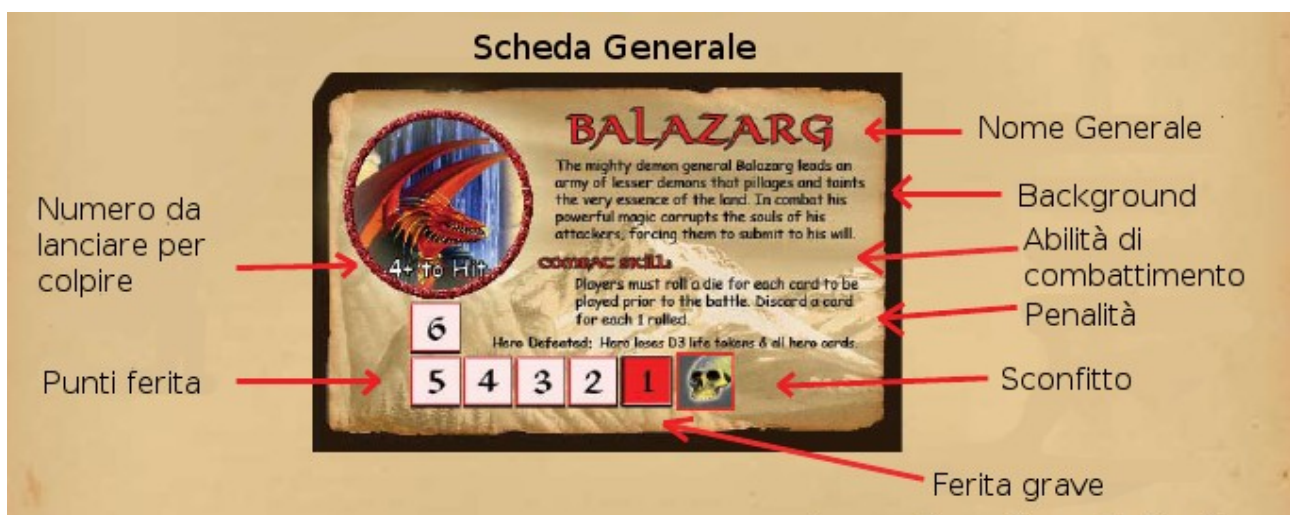 Scheda Generale
BALAZARG
Nome Generale
The mighty demon general Balazarg leads an
army of lesser demons that pillages and taints
the very essence of the land. In combat his
powerful magic corrupts the souls of his
attackers, forcing them to submit to his will.
Background
Numero da
lanciare per
colpire
4+ to Hit
Abilità di
combattimento
combat skill:
Players must roll a die for each card to be
played prior to the battle. Discard a card
for each 1 rolled.
Penalità
Hero Defeated: Hero loses D3 life tokens & all hero cards.
6
Punti ferita
5 4 3 2 1
Sconfitto
Ferita grave